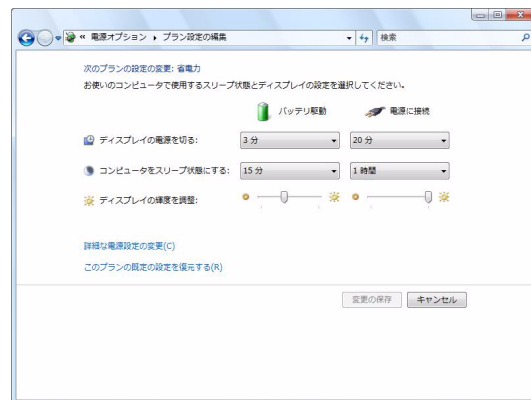 « 電源オプション ▸ プラン設定の編集
検索
次のプランの設定の変更: 省電力
お使いのコンピュータで使用するスリープ状態とディスプレイの設定を選択してください。
バッテリ駆動 電源に接続
ディスプレイの電源を切る: 3 分 20 分
コンピュータをスリープ状態にする: 15 分 1 時間
ディスプレイの輝度を調整:
詳細な電源設定の変更(C)
このプランの既定の設定を復元する(R)
変更の保存 キャンセル